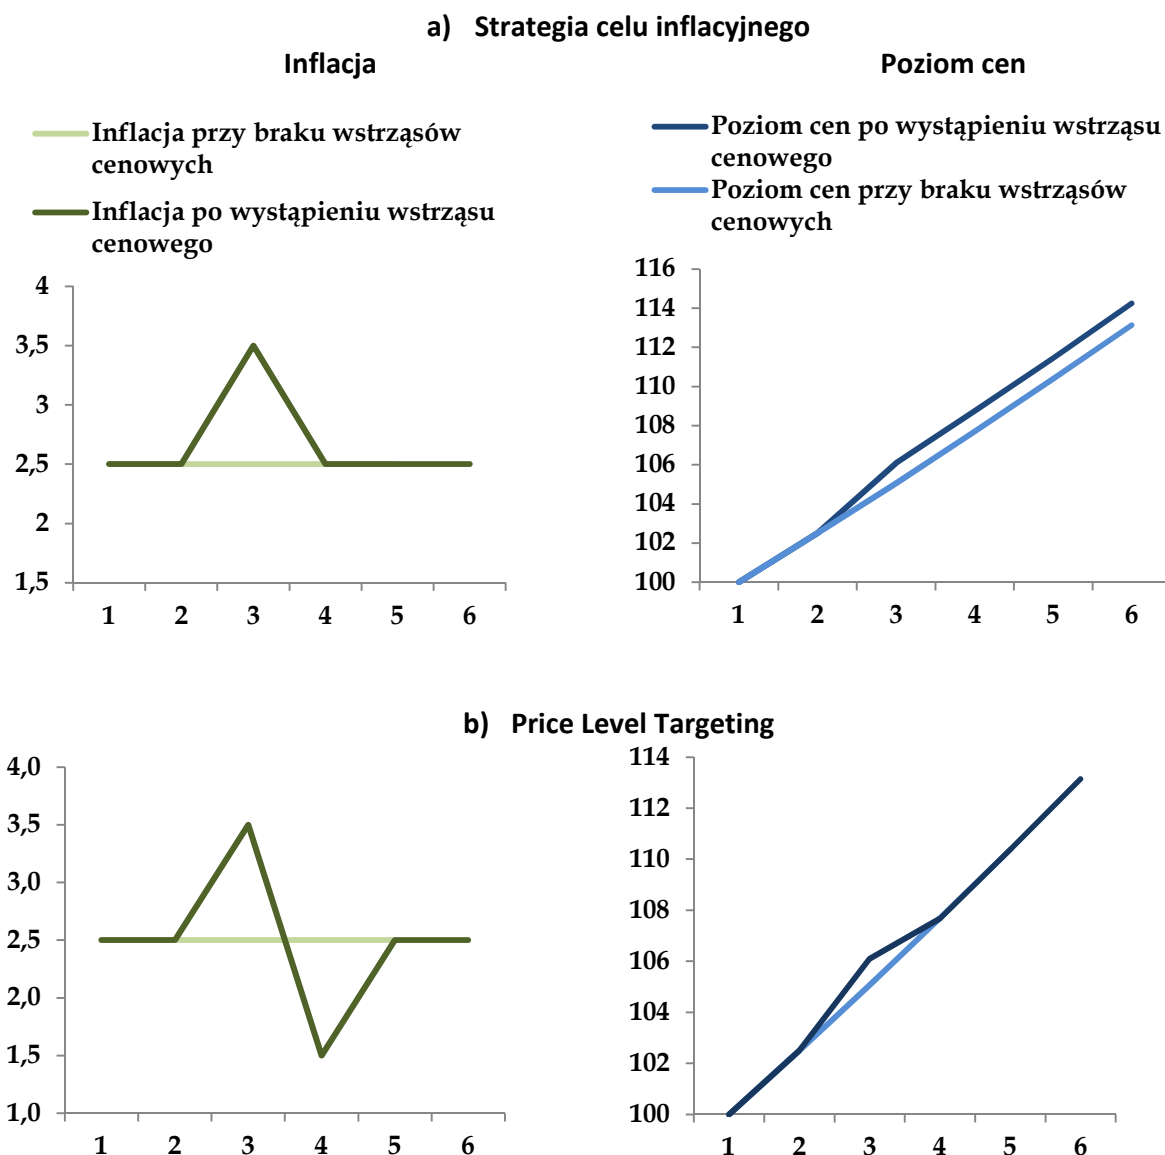 a) Strategia celu inflacyjnego
Inflacja
Poziom cen
Inflacja przy braku wstrząsów
cenowych
Inflacja po wystąpieniu wstrząsu
cenowego
Poziom cen po wystąpieniu wstrząsu
cenowego
Poziom cen przy braku wstrząsów
cenowych
4
3,5
3
2,5
2
1,5
1 2 3 4 5 6
116
114
112
110
108
106
104
102
100
1 2 3 4 5 6
b) Price Level Targeting
4,0
3,5
3,0
2,5
2,0
1,5
1,0
1 2 3 4 5 6
114
112
110
108
106
104
102
100
1 2 3 4 5 6